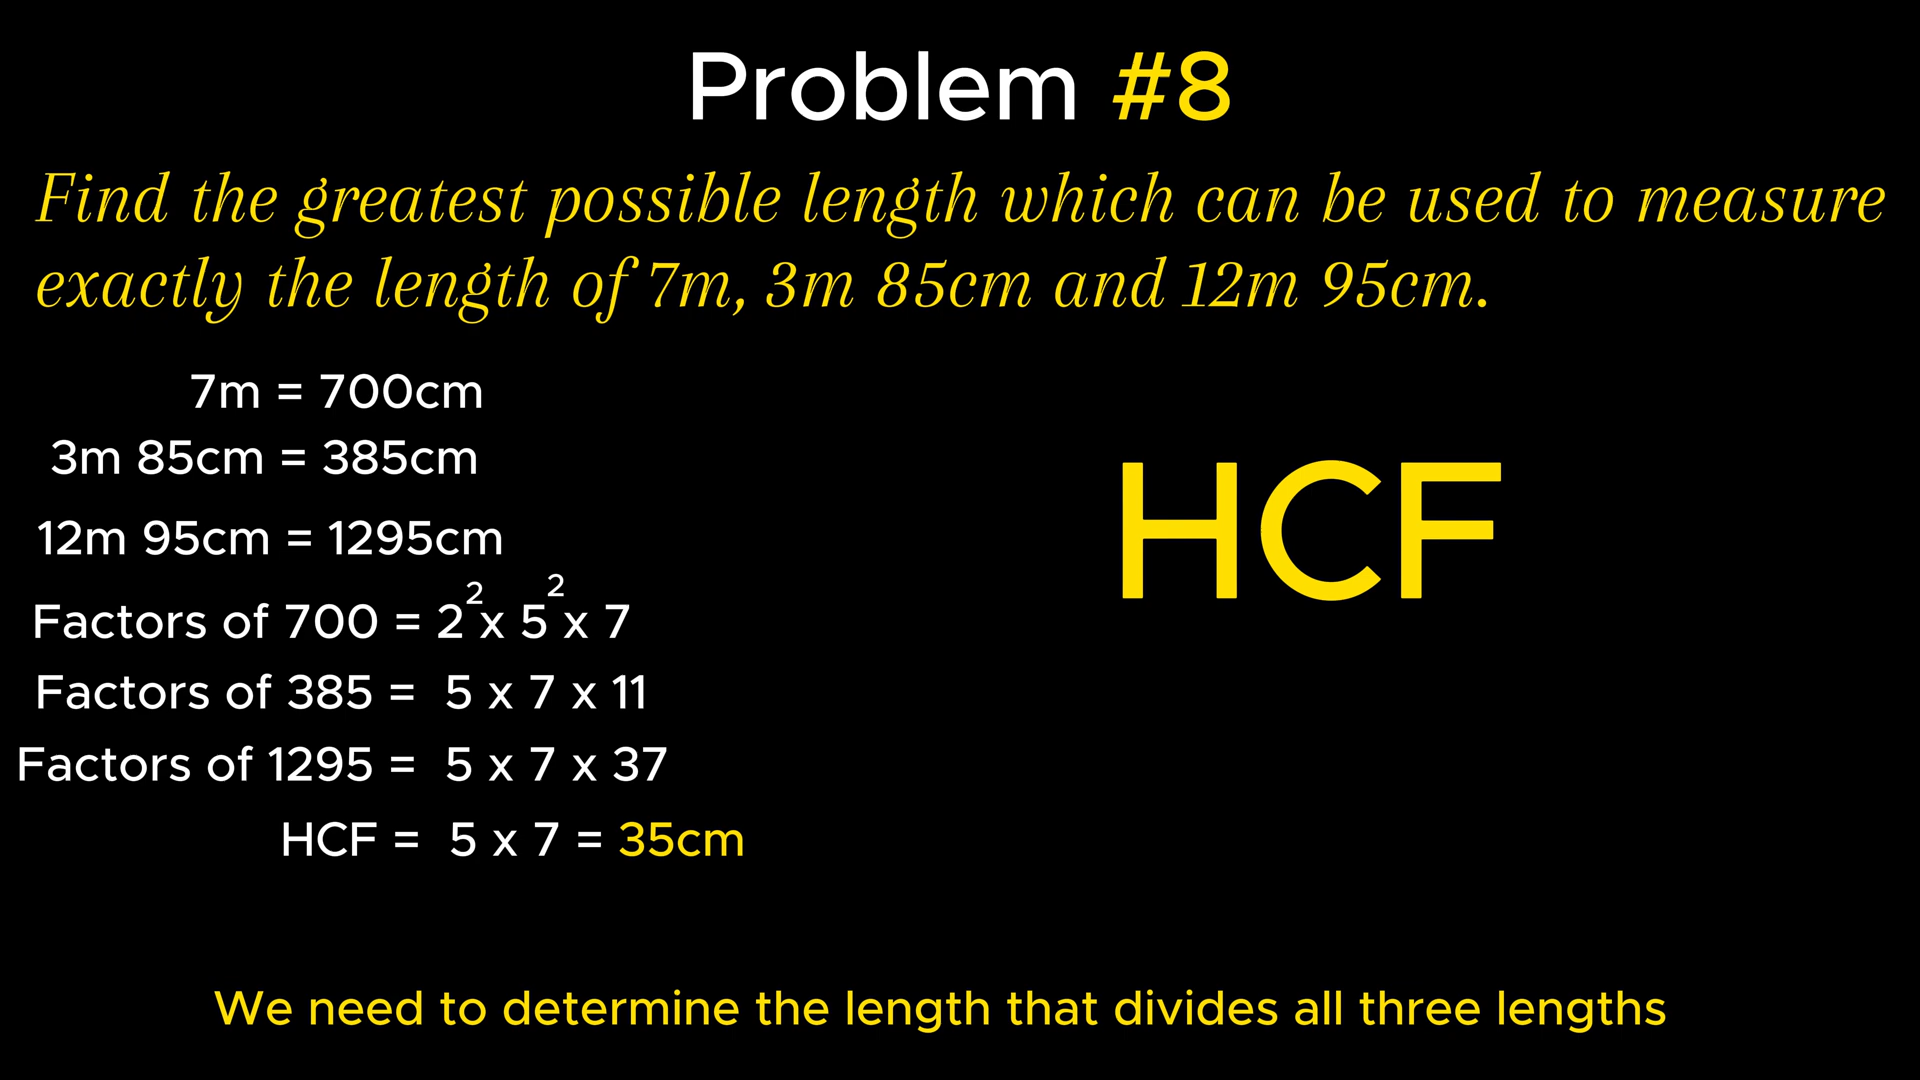 Problem #8
Find the greatest possible length which can be used to measure
exactly the length of 7m, 3m 85cm and 12m 95cm.
7m = 700cm
3m 85cm = 385cm
12m 95cm = 1295cm
Factors of 700 = 2² x 5² x 7
Factors of 385 = 5 x 7 x 11
Factors of 1295 = 5 x 7 x 37
HCF = 5 x 7 = 35cm
HCF
We need to determine the length that divides all three lengths